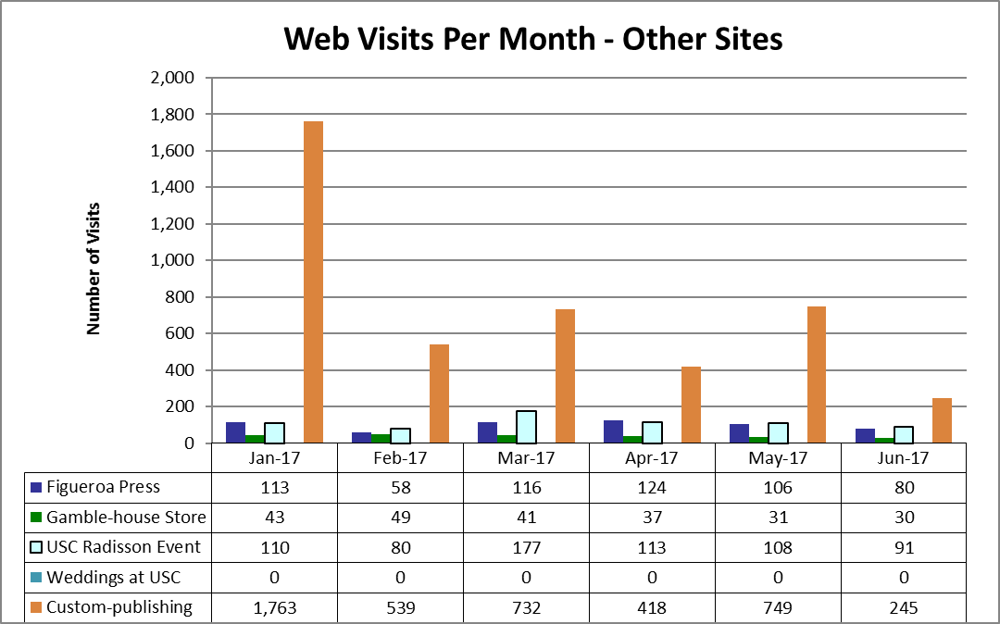 Web Visits Per Month - Other Sites
2,000
1,800
1,600
1,400
1,200
1,000
800
600
400
200
0
Number of Visits
Jan-17 Feb-17 Mar-17 Apr-17 May-17 Jun-17
Figueroa Press 113 58 116 124 106 80
Gamble-house Store 43 49 41 37 31 30
USC Radisson Event 110 80 177 113 108 91
Weddings at USC 0 0 0 0 0 0
Custom-publishing 1,763 539 732 418 749 245